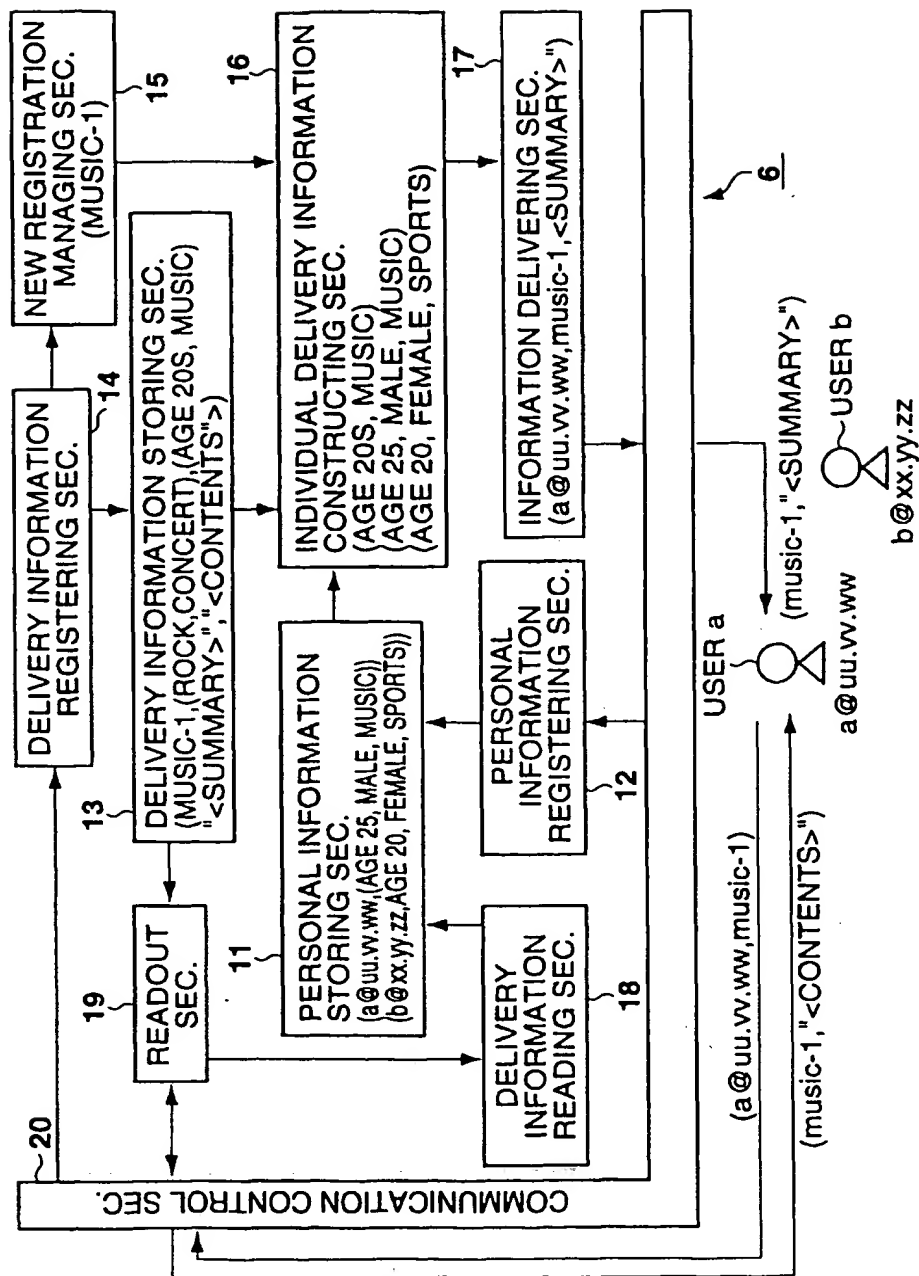 20
COMMUNICATION CONTROL SEC.
DELIVERY INFORMATION
REGISTERING SEC.
14
NEW REGISTRATION
MANAGING SEC.
(MUSIC-1)
15
13
DELIVERY INFORMATION STORING SEC.
(MUSIC-1,(ROCK,CONCERT),(AGE 20S, MUSIC)
"<SUMMARY>","<CONTENTS">)
19
READOUT
SEC.
11
PERSONAL INFORMATION
STORING SEC.
(a@uu.vv.ww,(AGE 25, MALE, MUSIC))
(b@xx.yy.zz,AGE 20, FEMALE, SPORTS))
INDIVIDUAL DELIVERY INFORMATION
CONSTRUCTING SEC.
(AGE 20S, MUSIC)
(AGE 25, MALE, MUSIC)
(AGE 20, FEMALE, SPORTS)
16
DELIVERY
INFORMATION
READING SEC.
18
PERSONAL
INFORMATION
REGISTERING SEC.
12
INFORMATION DELIVERING SEC.
(a@uu.vv.ww,music-1,<SUMMARY>")
17
6
(a@uu.vv.ww,music-1)
(music-1,"<CONTENTS>")
USER a
a@uu.vv.ww
(music-1,"<SUMMARY>")
USER b
b@xx.yy.zz